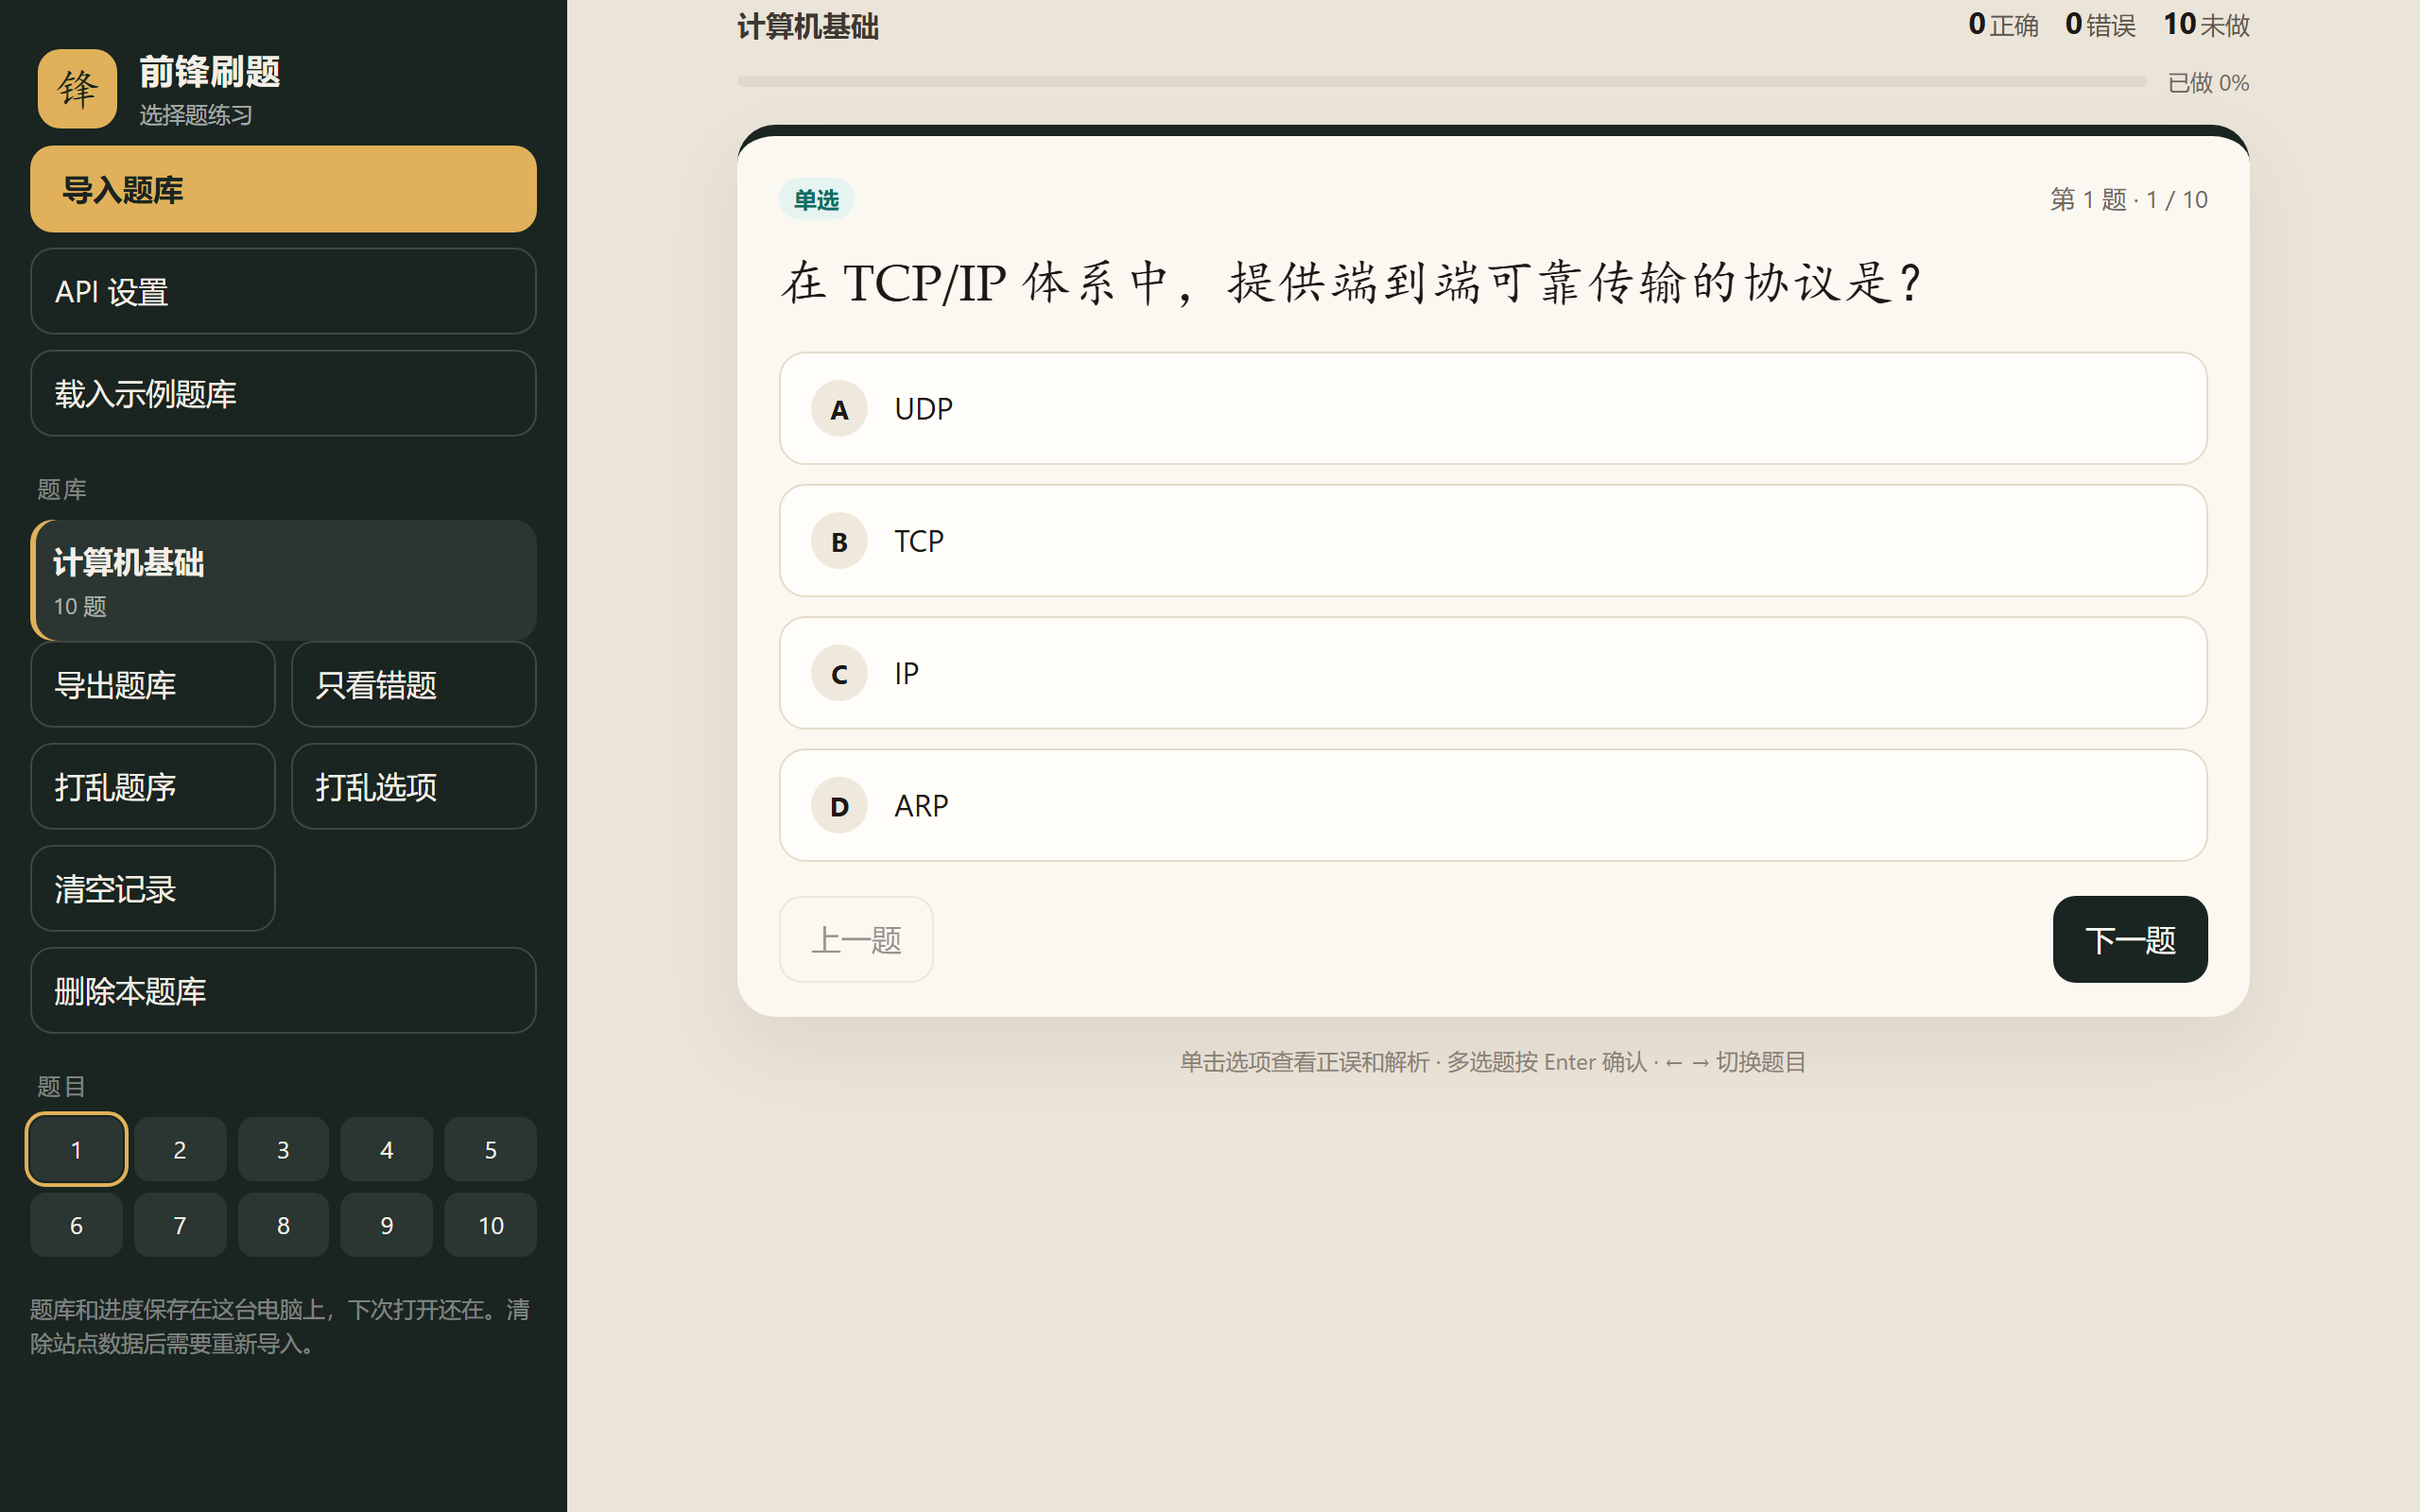 锋
前锋刷题
选择题练习
导入题库
API 设置
载入示例题库
题库
计算机基础
10 题
导出题库
只看错题
打乱题序
打乱选项
清空记录
删除本题库
题目
1
2
3
4
5
6
7
8
9
10
题库和进度保存在这台电脑上，下次打开还在。清
除站点数据后需要重新导入。
计算机基础
0 正确 0 错误 10 未做
已做 0%
单选
第 1 题 · 1 / 10
在 TCP/IP 体系中，提供端到端可靠传输的协议是？
A UDP
B TCP
C IP
D ARP
上一题
下一题
单击选项查看正误和解析 · 多选题按 Enter 确认 · ← → 切换题目